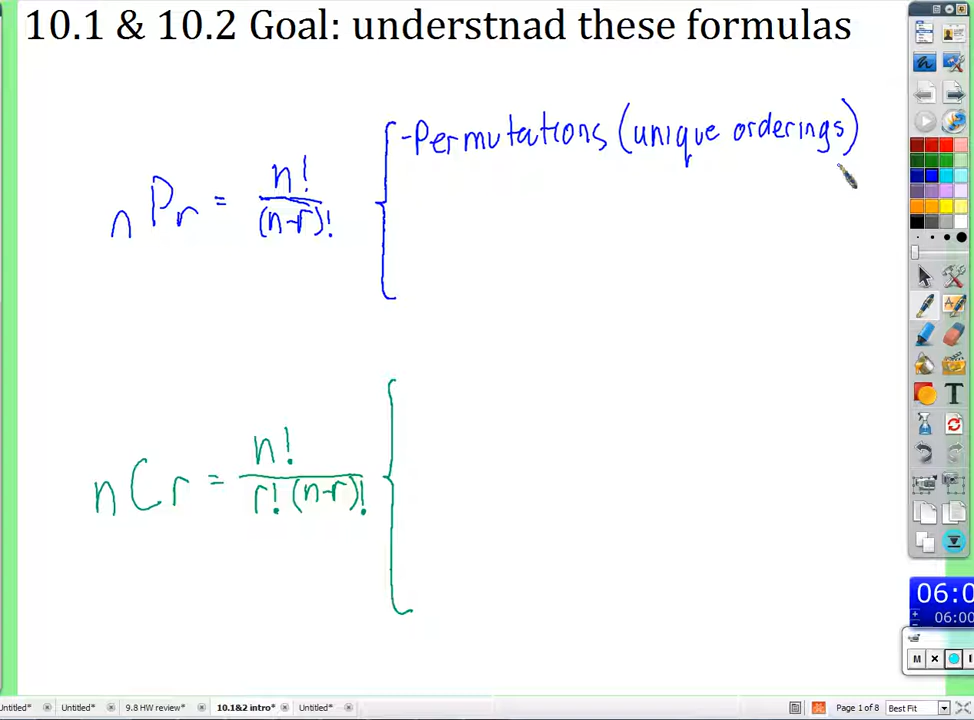 10.1 & 10.2 Goal: understnad these formulas
-Permutations (unique orderings)
nPr = n!/(n-r)!
nCr = n!/r!(n-r)!
T
06:0
06:00
M
Untitled*
Untitled*
9.8 HW review*
10.1&2 intro*
Untitled*
Page 1 of 8
Best Fit